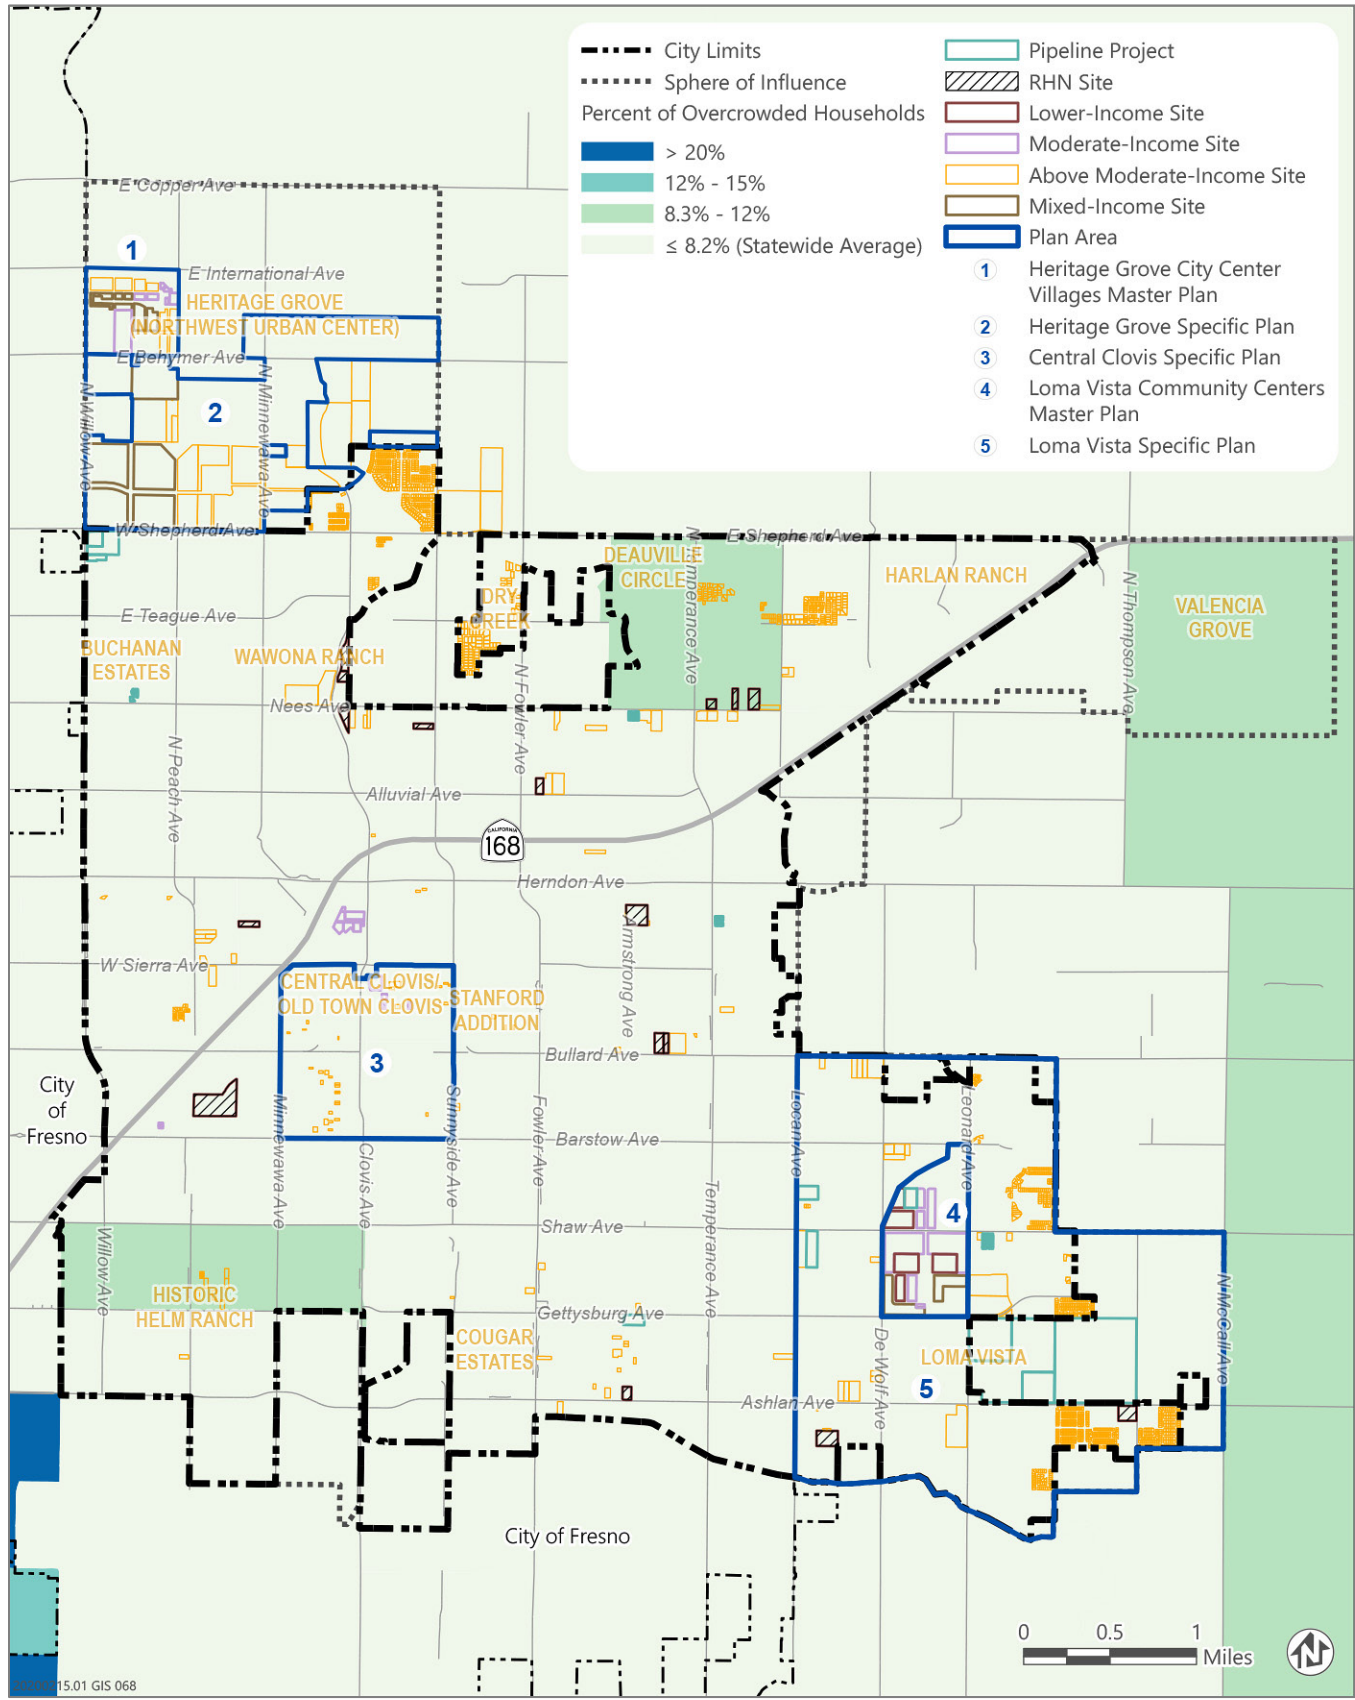 City Limits
Sphere of Influence
Percent of Overcrowded Households
> 20%
12% - 15%
8.3% - 12%
≤ 8.2% (Statewide Average)
Pipeline Project
RHN Site
Lower-Income Site
Moderate-Income Site
Above Moderate-Income Site
Mixed-Income Site
Plan Area
1 Heritage Grove City Center
Villages Master Plan
2 Heritage Grove Specific Plan
3 Central Clovis Specific Plan
4 Loma Vista Community Centers
Master Plan
5 Loma Vista Specific Plan
E Copper Ave
1
E International Ave
HERITAGE GROVE
(NORTHWEST URBAN CENTER)
E Behymer Ave
N Willow Ave
2
N Minnewawa Ave
W Shepherd Ave
E Shepherd Ave
DEAUVILLE
CIRCLE
N Temperance Ave
HARLAN RANCH
N Thompson Ave
VALENCIA
GROVE
DRY
CREEK
E Teague Ave
BUCHANAN
ESTATES
WAWONA RANCH
N Fowler Ave
Nees Ave
N Peach Ave
Alluvial Ave
CALIFORNIA
168
Herndon Ave
Armstrong Ave
W Sierra Ave
CENTRAL CLOVIS/
OLD TOWN CLOVIS
STANFORD
ADDITION
3
Bullard Ave
City
of
Fresno
Minnewawa Ave
Clovis Ave
Sunnyside Ave
Fowler Ave
Barstow Ave
Locan Ave
Leonard Ave
Temperance Ave
4
Shaw Ave
Willow Ave
HISTORIC
HELM RANCH
Gettysburg Ave
COUGAR
ESTATES
De Wolf Ave
LOMA VISTA
5
N McCall Ave
Ashlan Ave
City of Fresno
0 0.5 1
Miles
N
15.01 GIS 068